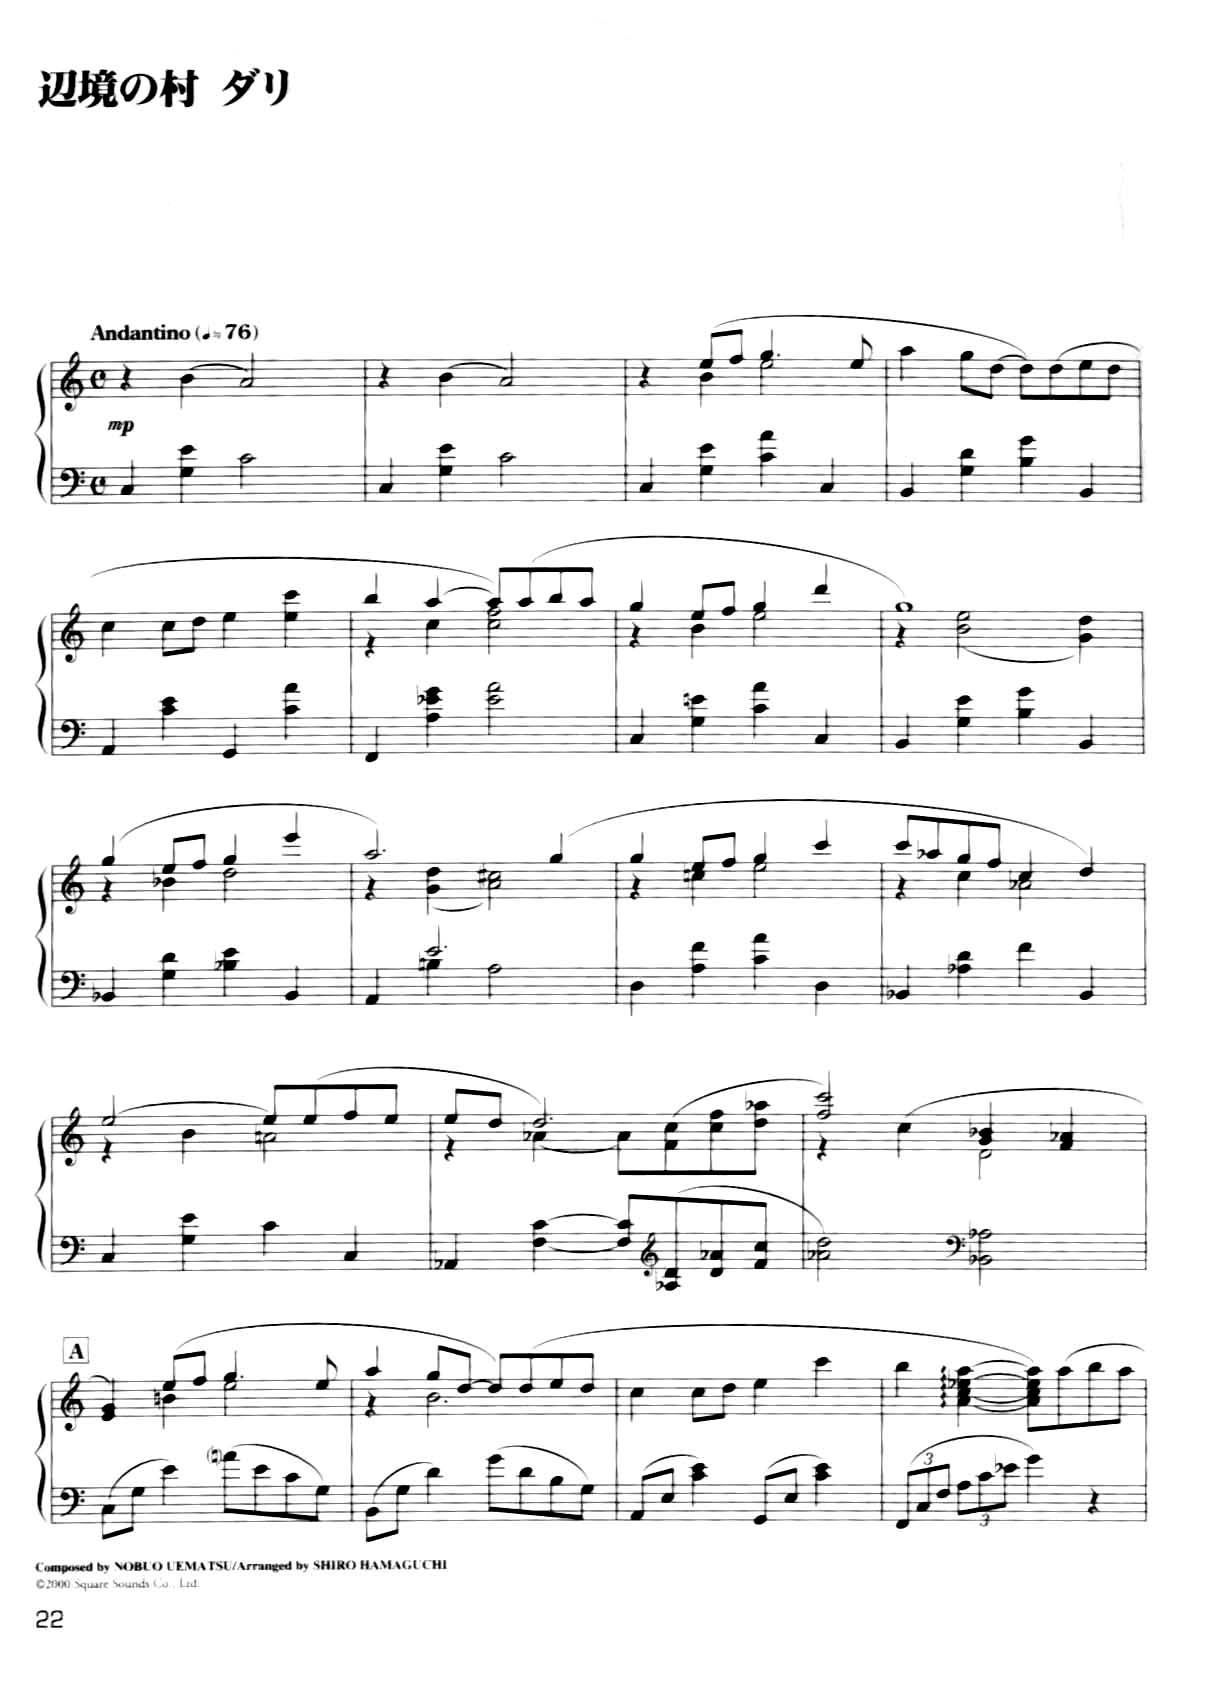 辺境の村 ダリ
Andantino (♩≒76)
mp
A
3
3
Composed by NOBUO UEMATSU/Arranged by SHIRO HAMAGUCHI
©2000 Square Sounds Co., Ltd.
22